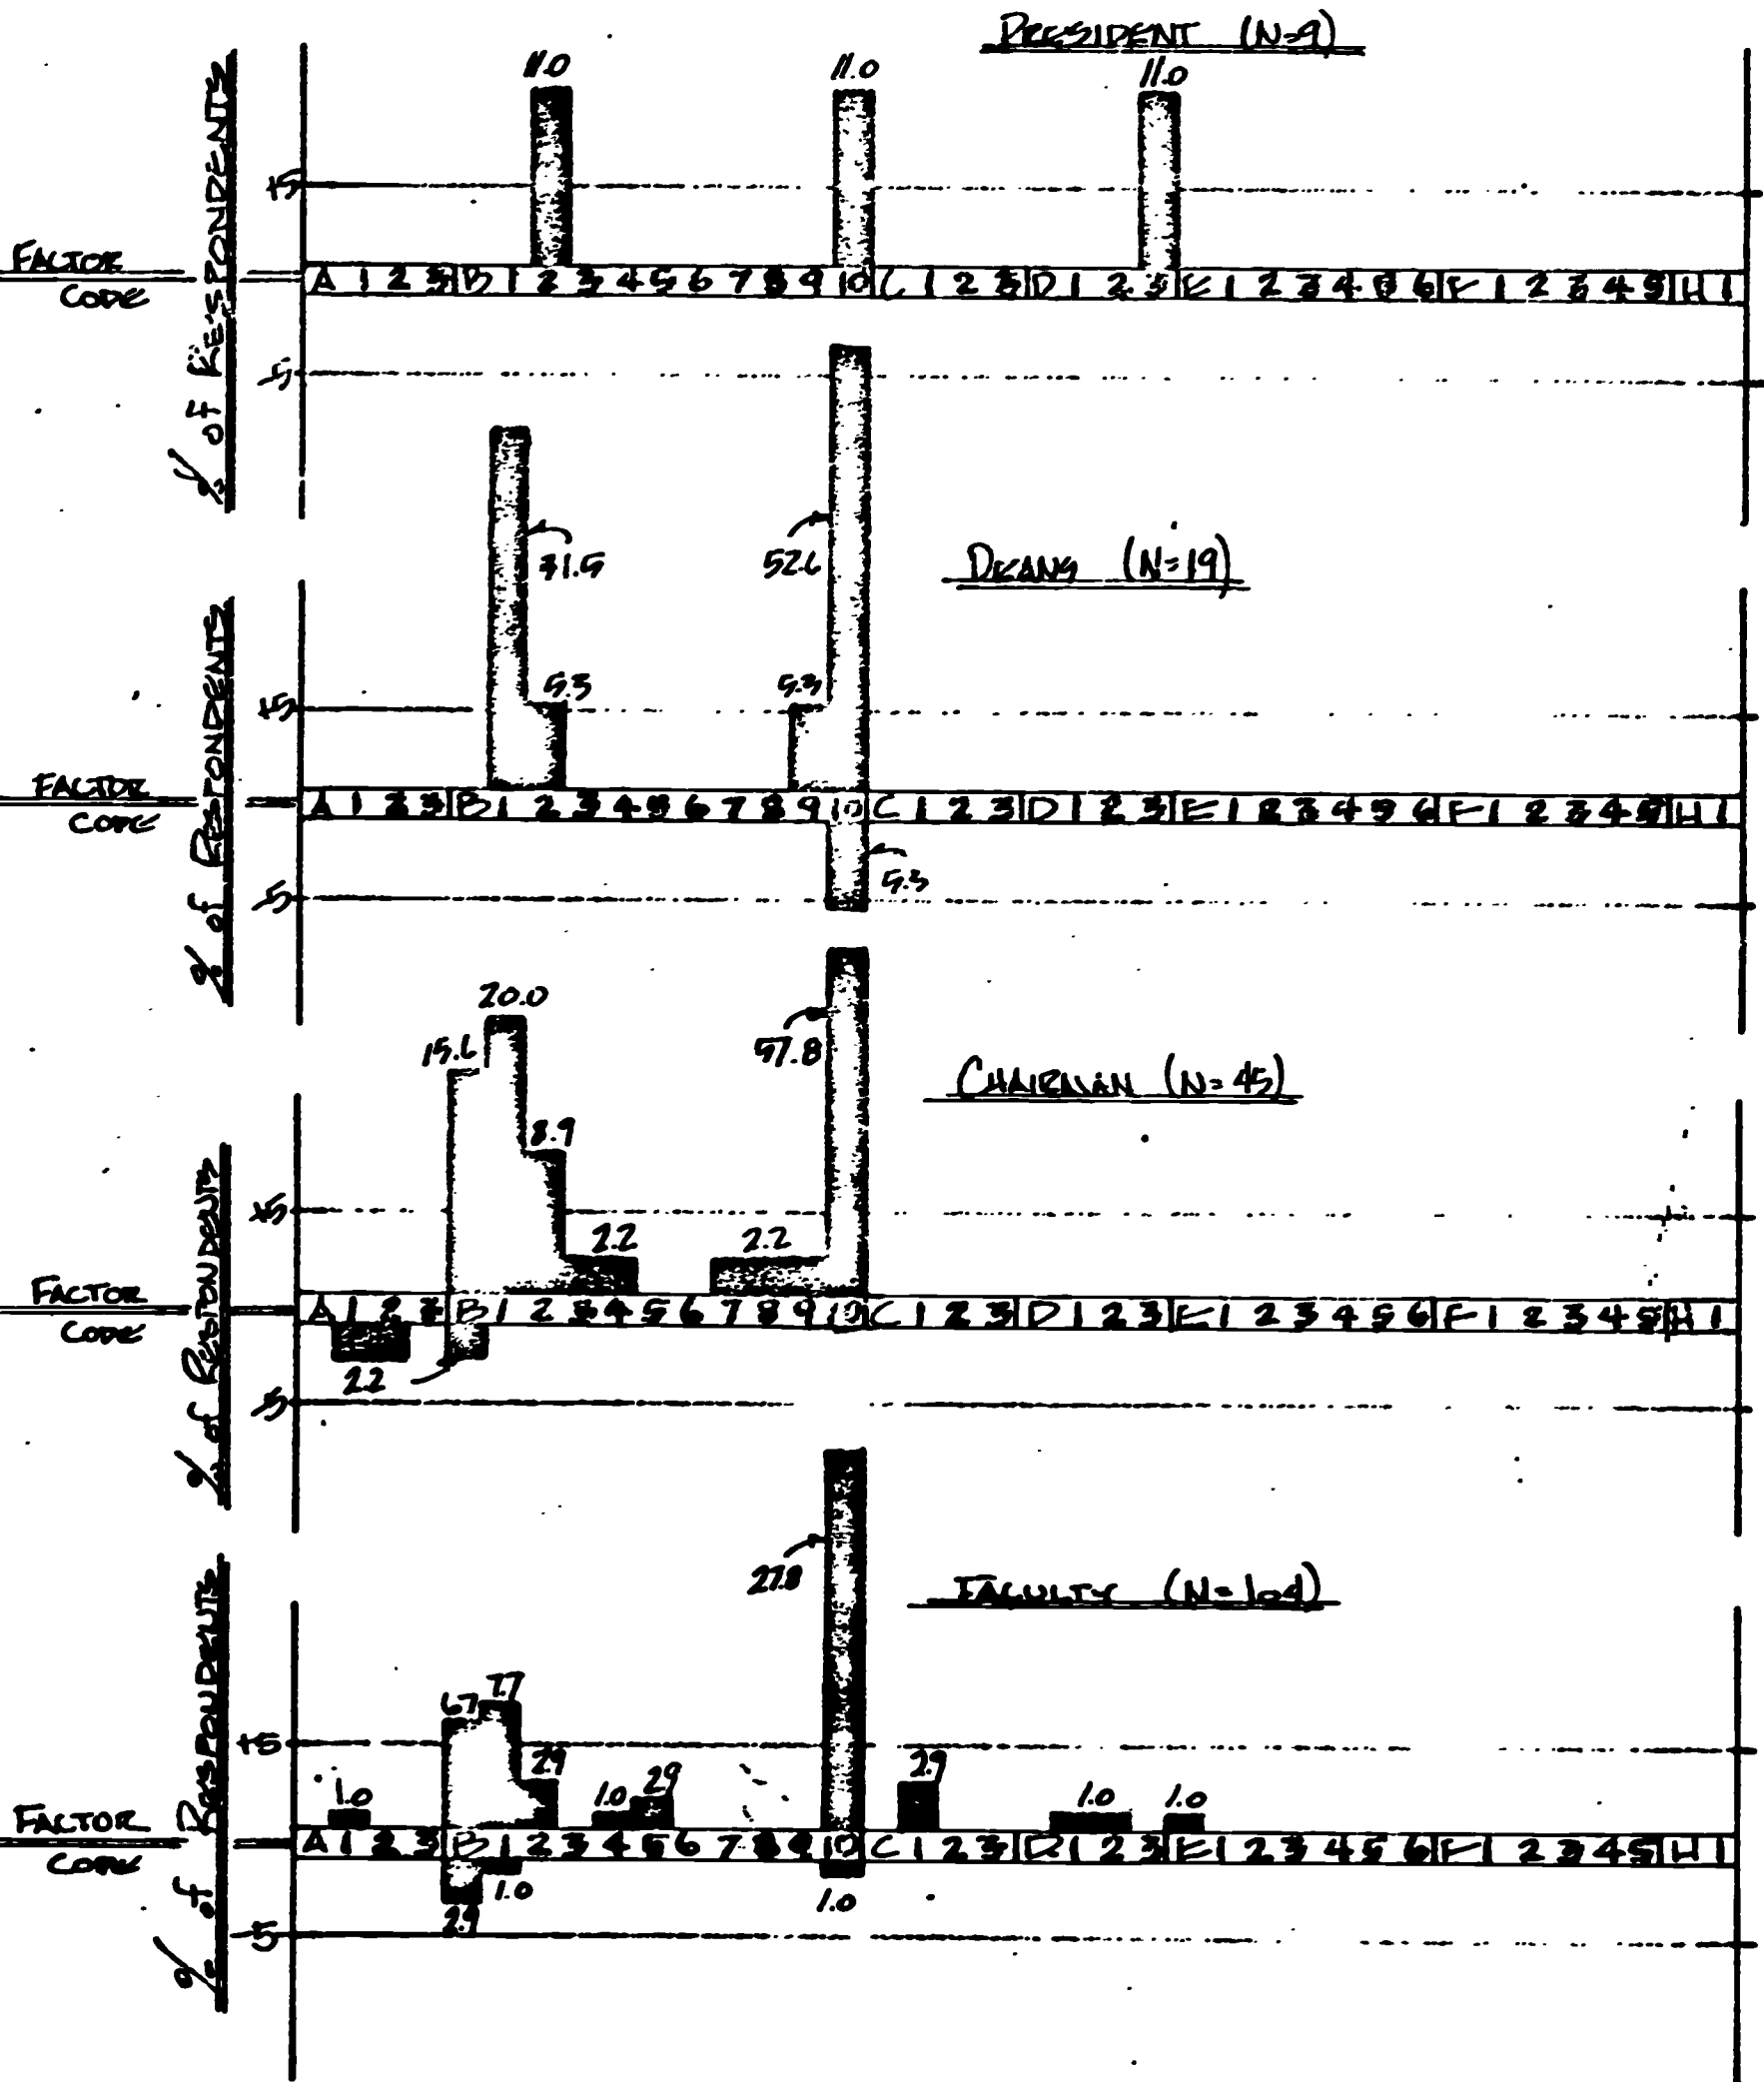 PRESIDENT (N=9)
11.0 11.0 11.0
% of RESPONDENTS
+5
FACTOR CODE
A 1 2 3 B 1 2 3 4 5 6 7 8 9 10 C 1 2 3 D 1 2 3 E 1 2 3 4 5 6 F 1 2 3 4 5 H 1
-5
DEANS (N=19)
31.5 52.6
% of RESPONDENTS
5.3 5.3
+5
FACTOR CODE
A 1 2 3 B 1 2 3 4 5 6 7 8 9 10 C 1 2 3 D 1 2 3 E 1 2 3 4 5 6 F 1 2 3 4 5 H 1
5.3
-5
CHAIRMAN (N=45)
20.0
15.6 57.8
8.9
% of RESPONDENTS
+5
2.2 2.2
FACTOR CODE
A 1 2 3 B 1 2 3 4 5 6 7 8 9 10 C 1 2 3 D 1 2 3 E 1 2 3 4 5 6 F 1 2 3 4 5 H 1
2.2
-5
FACULTY (N=104)
27.8
% of RESPONDENTS
6.7 7.7
+5
1.0 2.9 1.0 2.9 2.9 1.0 1.0
FACTOR CODE
A 1 2 3 B 1 2 3 4 5 6 7 8 9 10 C 1 2 3 D 1 2 3 E 1 2 3 4 5 6 F 1 2 3 4 5 H 1
2.9 1.0 1.0
-5